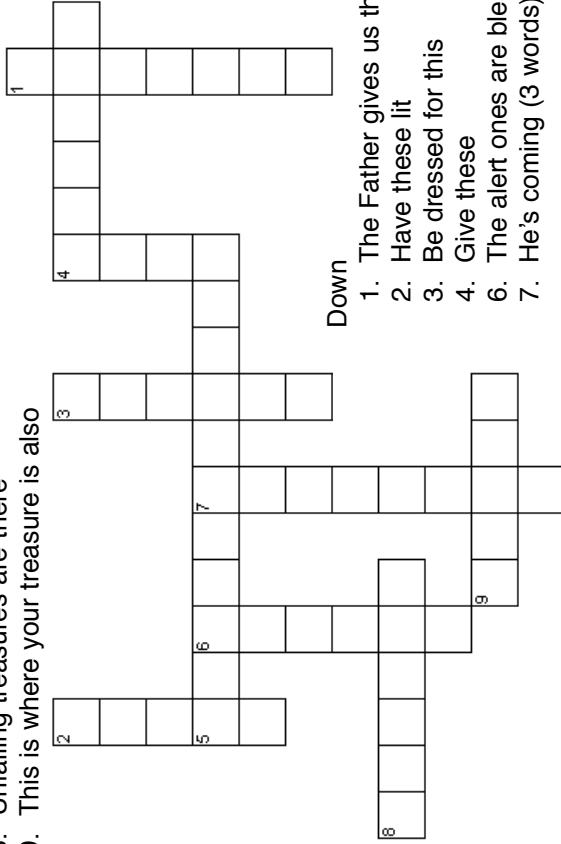 Unfailing treasures are there
9. This is where your treasure is also
1
2
3
4
5
6
7
8
9
Down
1. The Father gives us th
2. Have these lit
3. Be dressed for this
4. Give these
6. The alert ones are ble
7. He's coming (3 words)